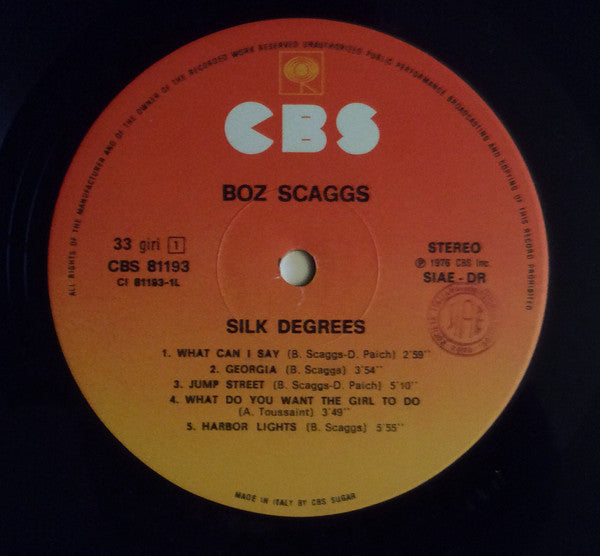 ALL RIGHTS OF THE MANUFACTURER AND OF THE OWNER OF THE RECORDED WORK RESERVED UNAUTHORIZED PUBLIC PERFORMANCE BROADCASTING AND COPYING OF THIS RECORD PROHIBITED
CBS
BOZ SCAGGS
33 giri 1
CBS 81193
CI 81193-1L
STEREO
℗ 1976 CBS Inc
SIAE - DR
SILK DEGREES
1. WHAT CAN I SAY (B. Scaggs-D. Paich) 2'59''
2. GEORGIA (B. Scaggs) 3'54''
3. JUMP STREET (B. Scaggs-D. Paich) 5'10''
4. WHAT DO YOU WANT THE GIRL TO DO
(A. Toussaint) 3'49''
5. HARBOR LIGHTS (B. Scaggs) 5'55''
MADE IN ITALY BY CBS SUGAR